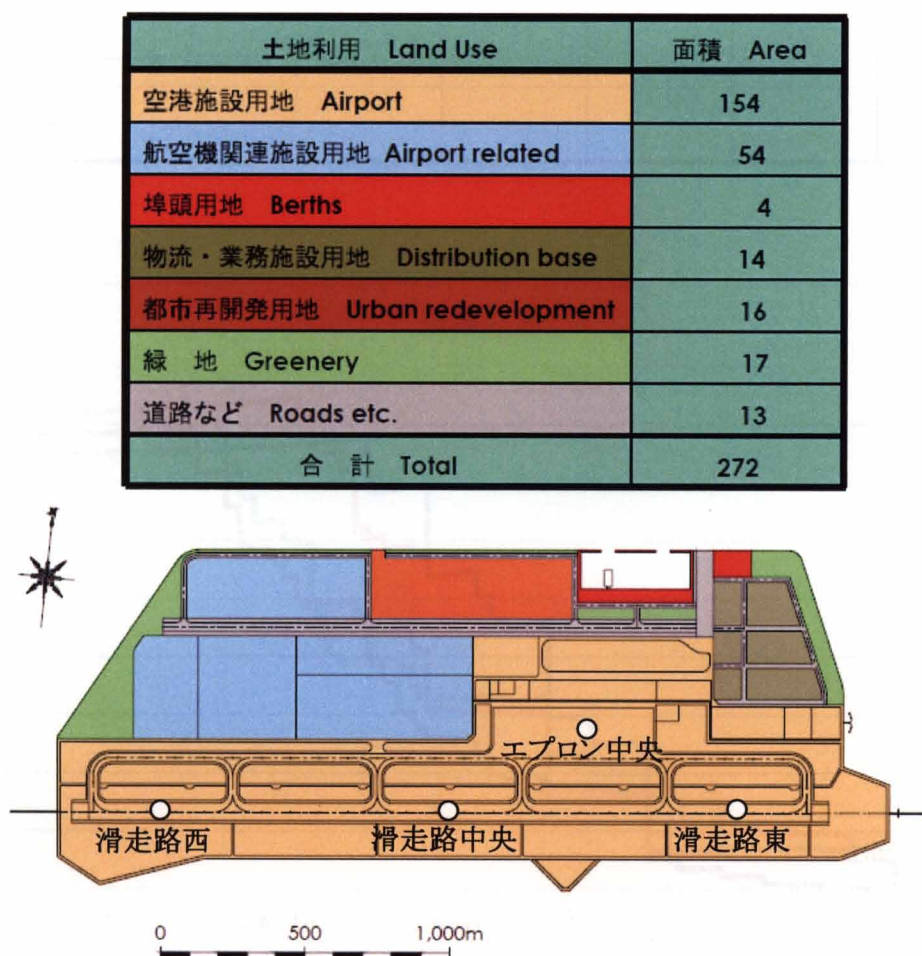 土地利用 Land Use 面積 Area
空港施設用地 Airport 154
航空機関連施設用地 Airport related 54
埠頭用地 Berths 4
物流・業務施設用地 Distribution base 14
都市再開発用地 Urban redevelopment 16
緑 地 Greenery 17
道路など Roads etc. 13
合 計 Total 272
エプロン中央
滑走路西 滑走路中央 滑走路東
0 500 1,000m